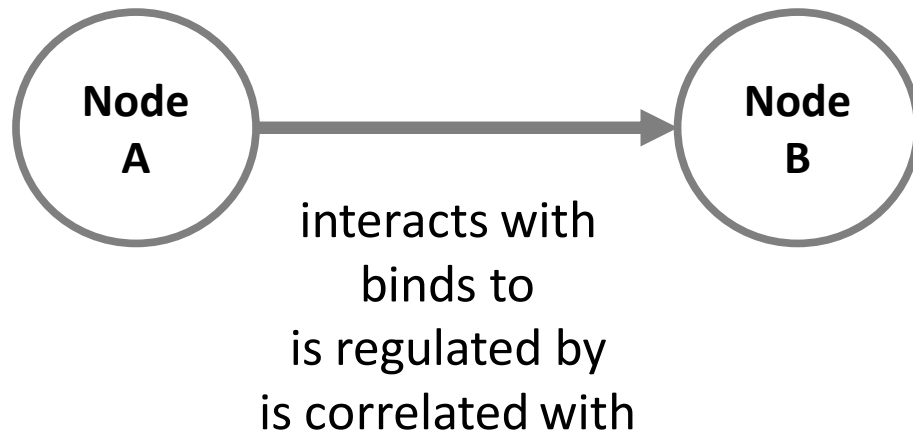 Node
A
Node
B
interacts with
binds to
is regulated by
is correlated with